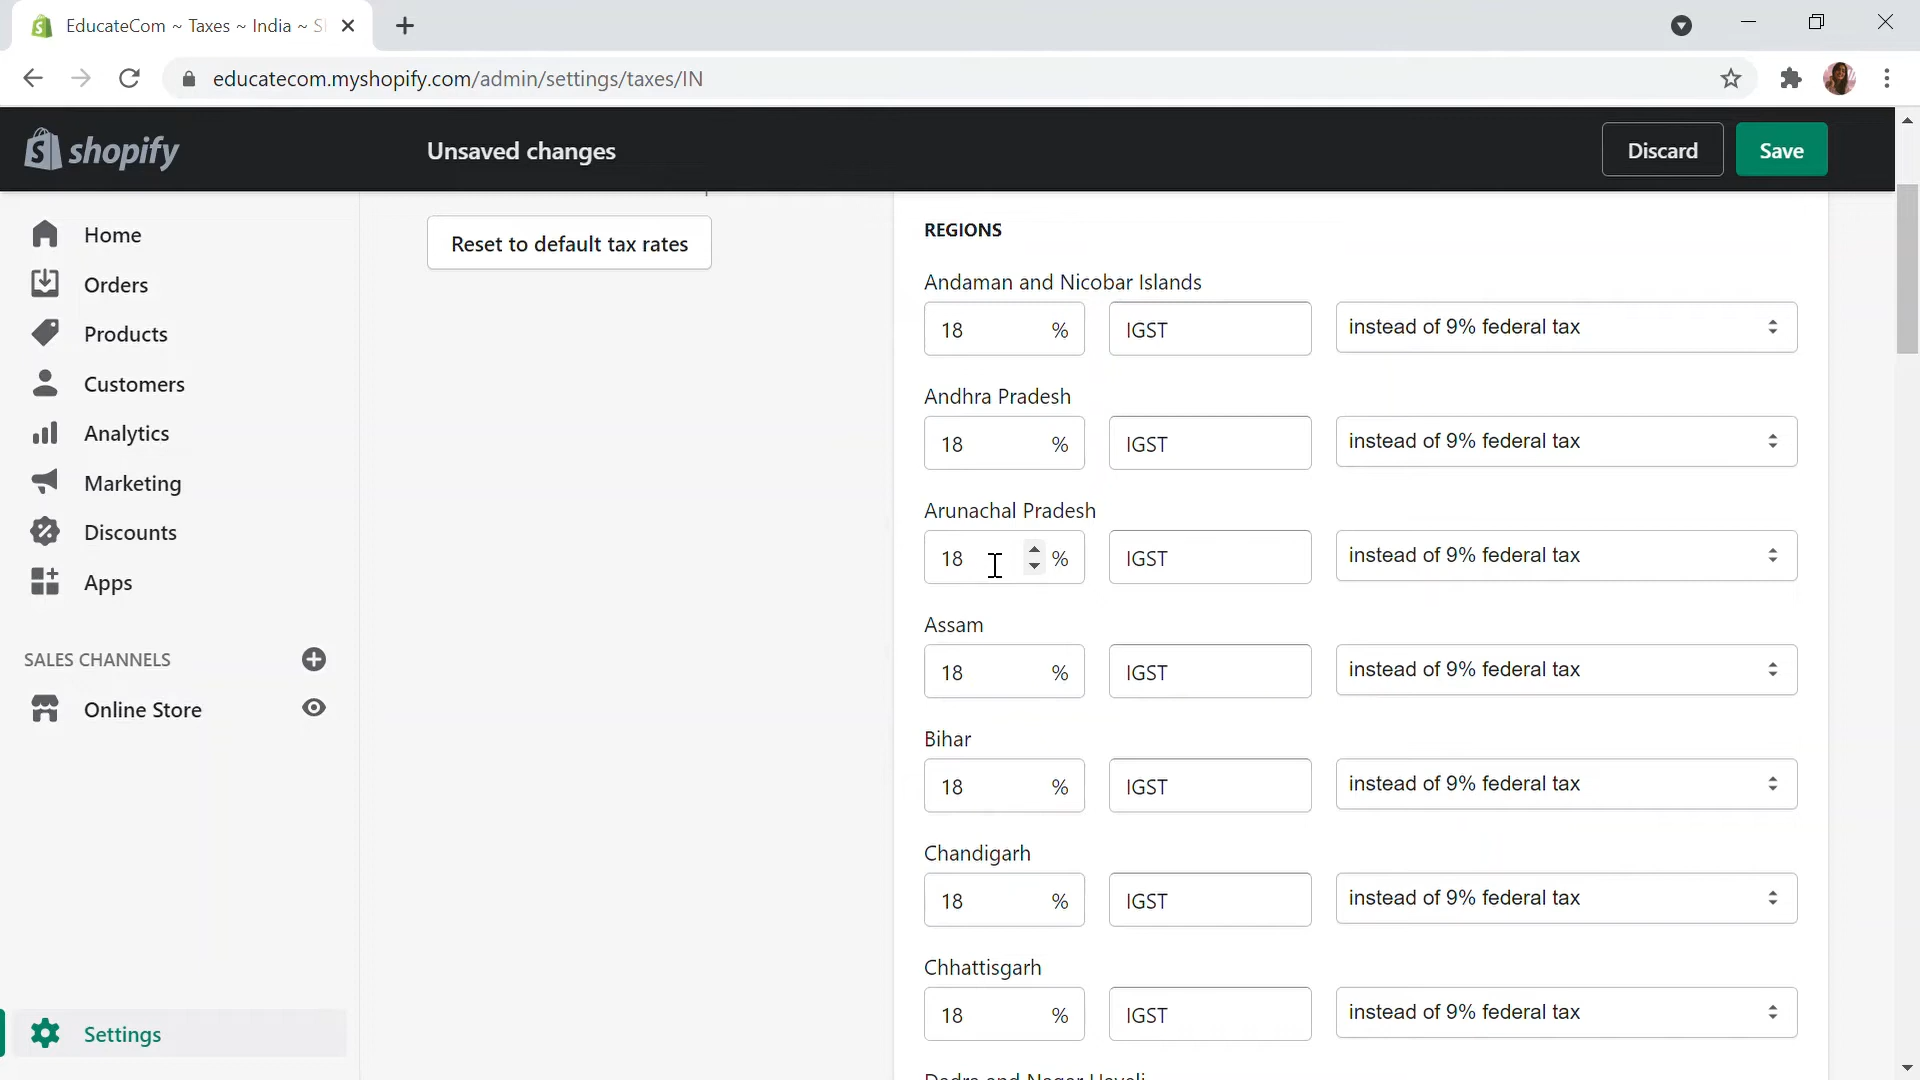 EducateCom ~ Taxes ~ India ~ S
educatecom.myshopify.com/admin/settings/taxes/IN
shopify
Unsaved changes
Discard
Save
Home
Orders
Products
Customers
Analytics
Marketing
Discounts
Apps
SALES CHANNELS
Online Store
Settings
Reset to default tax rates
REGIONS
Andaman and Nicobar Islands
18 % IGST instead of 9% federal tax
Andhra Pradesh
18 % IGST instead of 9% federal tax
Arunachal Pradesh
18 % IGST instead of 9% federal tax
Assam
18 % IGST instead of 9% federal tax
Bihar
18 % IGST instead of 9% federal tax
Chandigarh
18 % IGST instead of 9% federal tax
Chhattisgarh
18 % IGST instead of 9% federal tax